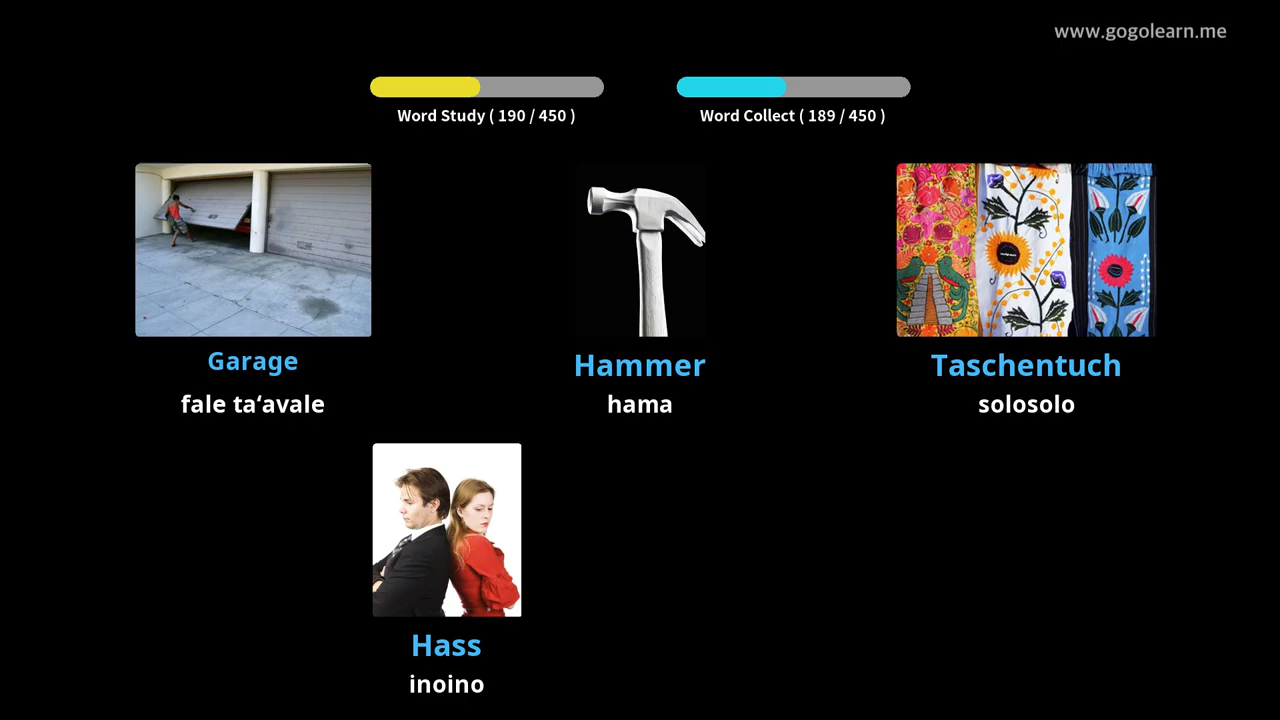 www.gogolearn.me
Word Study ( 190 / 450 )
Word Collect ( 189 / 450 )
Garage
Hammer
Taschentuch
fale ta‘avale
hama
solosolo
Hass
inoino